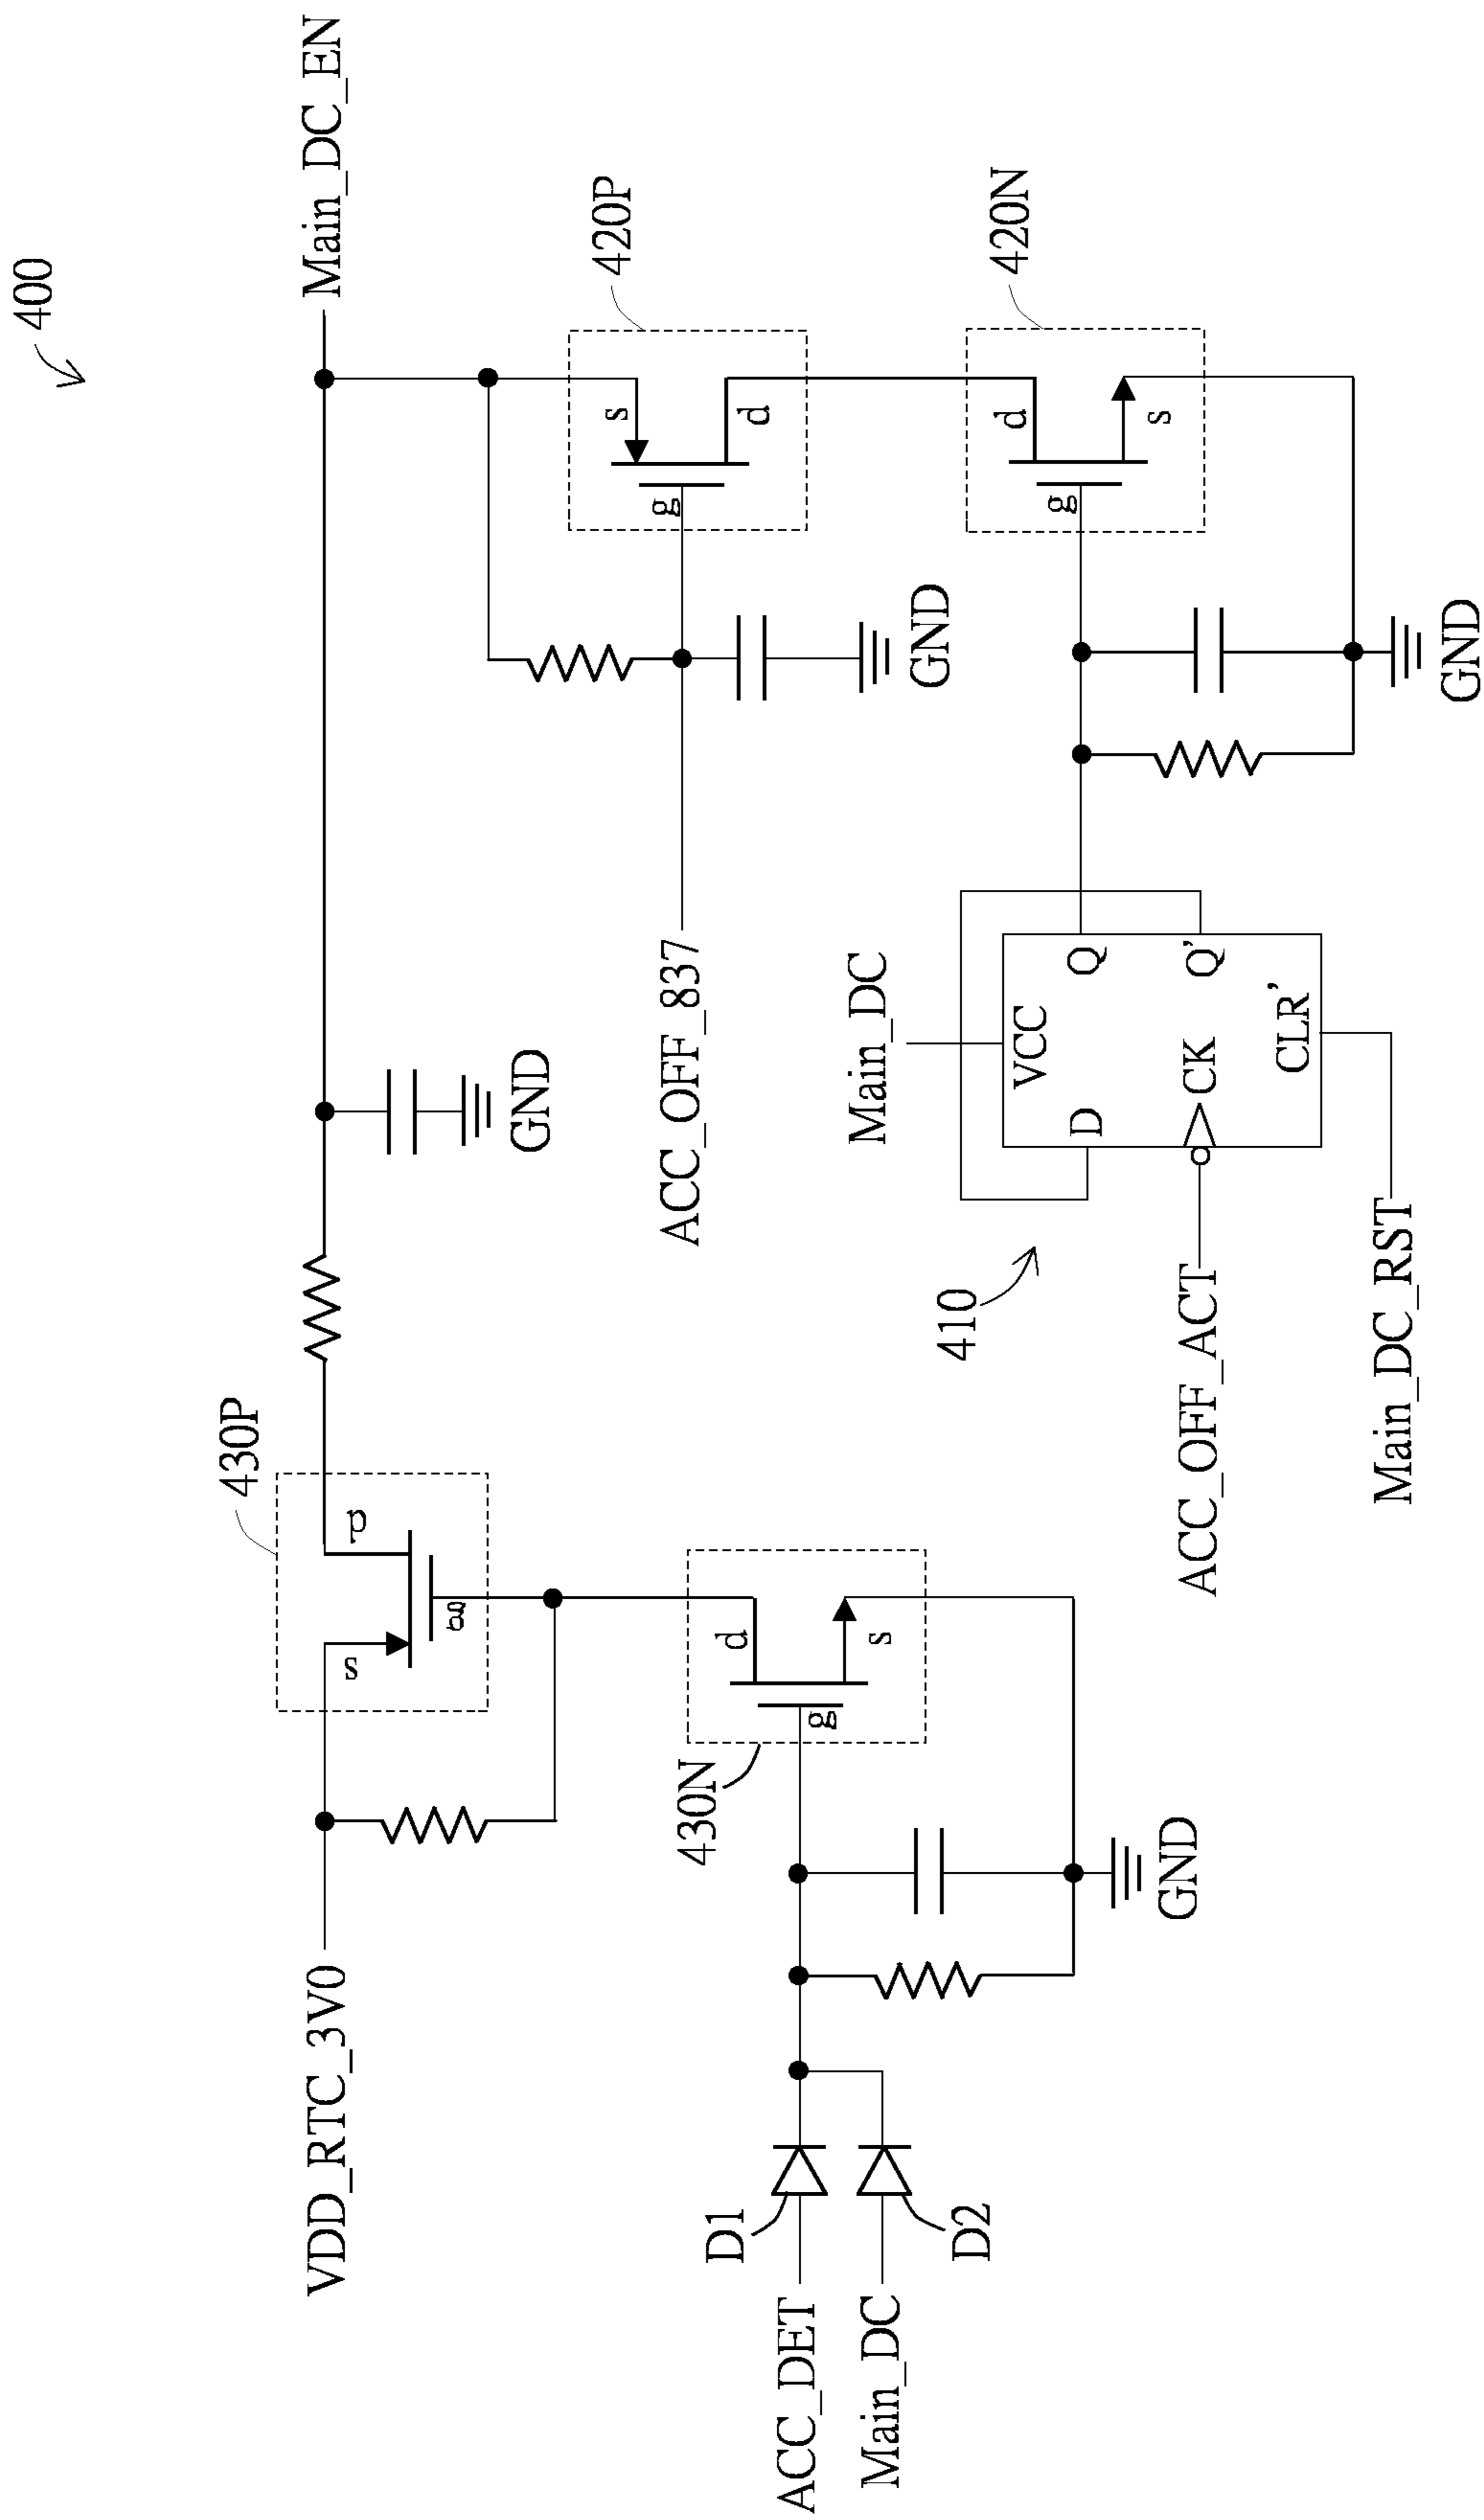 400
Main_DC_EN
430P
VDD_RTC_3V0
s
d
g
GND
420P
s
g
d
ACC_OFF_837
GND
430N
d
g
s
D1
ACC_DET
Main_DC
D2
GND
Main_DC
410
VCC
D
Q
CK
Q'
CLR'
ACC_OFF_ACT
Main_DC_RST
420N
d
g
s
GND